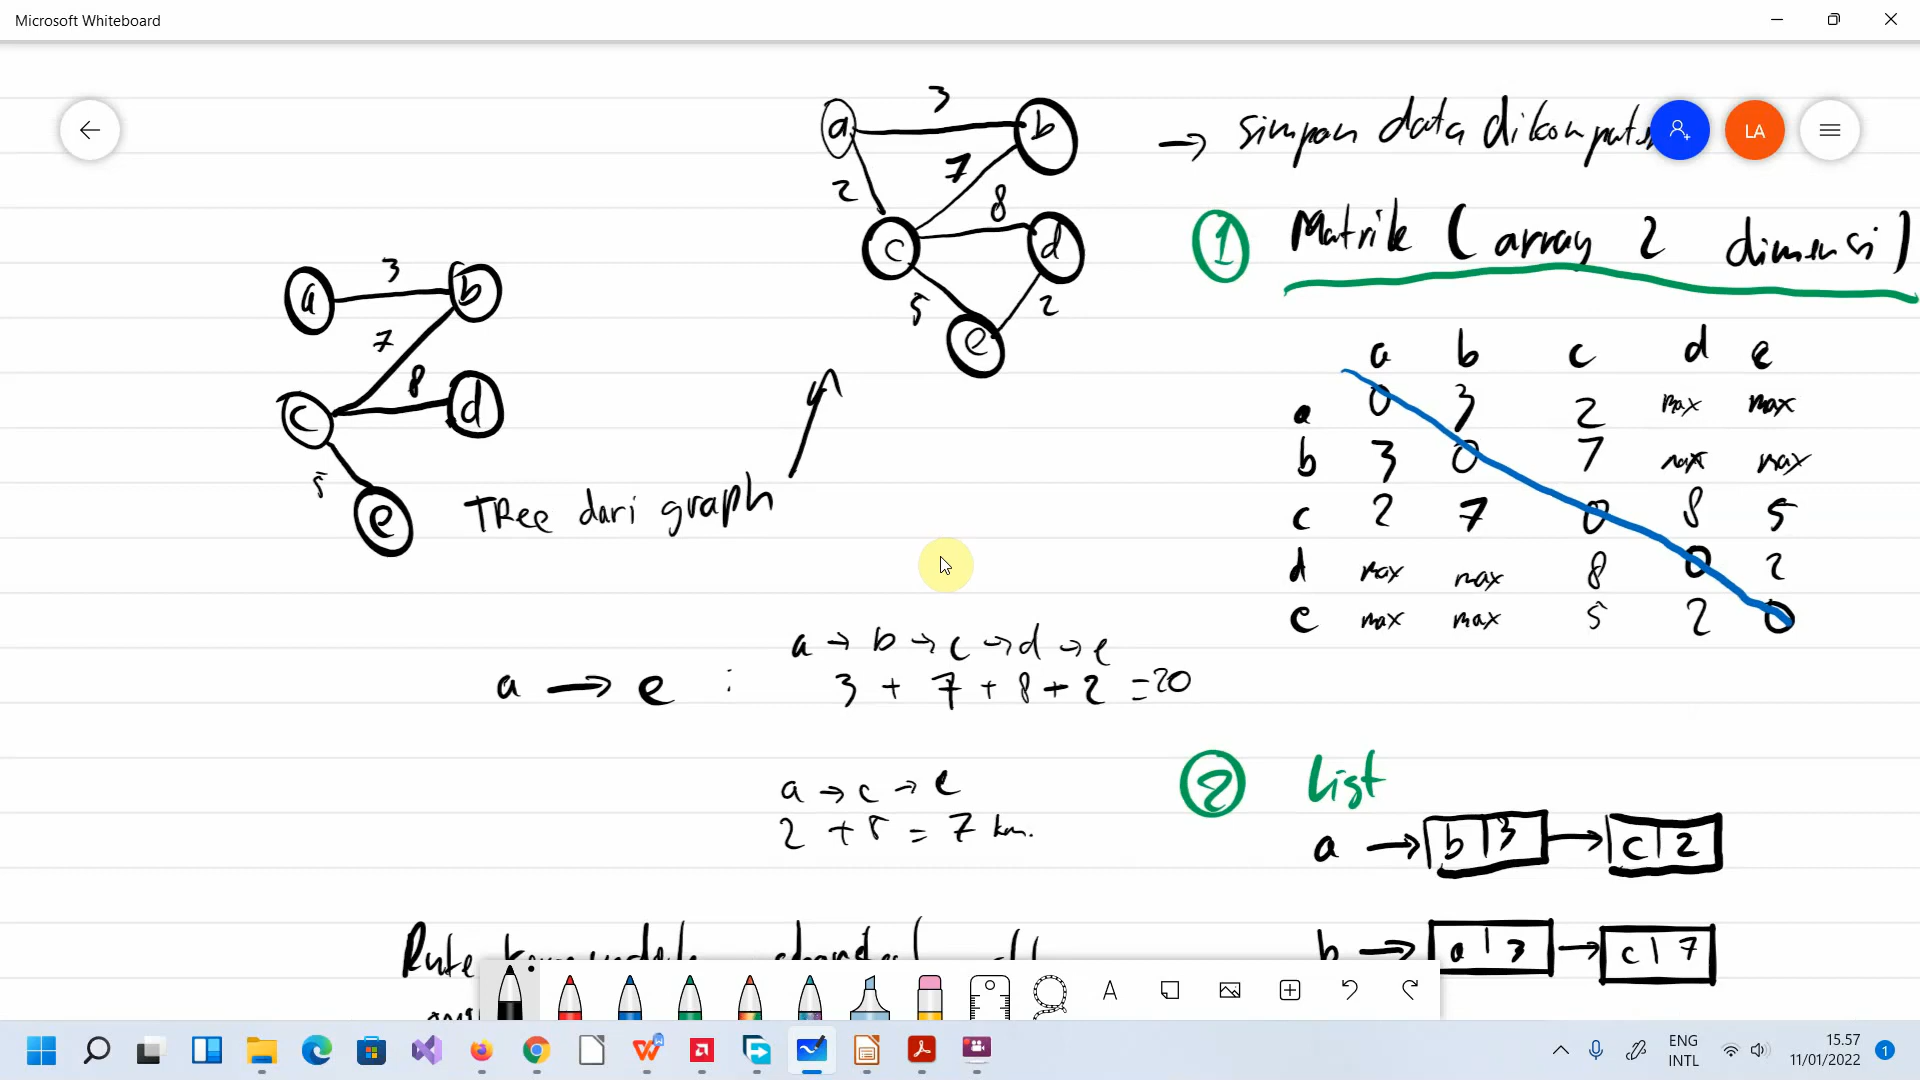 Microsoft Whiteboard
a 3 b
2 7
c 8 d
5 2
e
→ simpan data dikomputer
LA
① Matrik (array 2 dimensi)
a b c d e
a 0 3 2 max max
b 3 0 7 max max
c 2 7 0 8 5
d max max 8 0 2
e max max 5 2 0
a 3 b
7
c 8 d
5
e
TRee dari graph
a → e :
a → b → c → d → e
3 + 7 + 8 + 2 = 20
a → c → e
2 + 5 = 7 km.
② List
a → b | 3 → c | 2
b → a | 3 → c | 7
Rute
A
ENG
INTL
15.57
11/01/2022
1